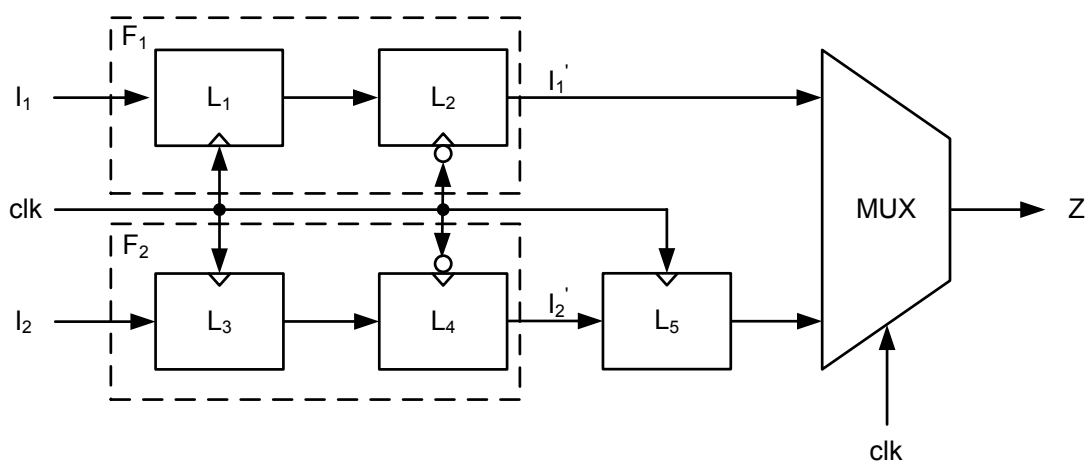 F₁
I₁
L₁
L₂
I₁'
clk
MUX
Z
F₂
I₂
L₃
L₄
I₂'
L₅
clk